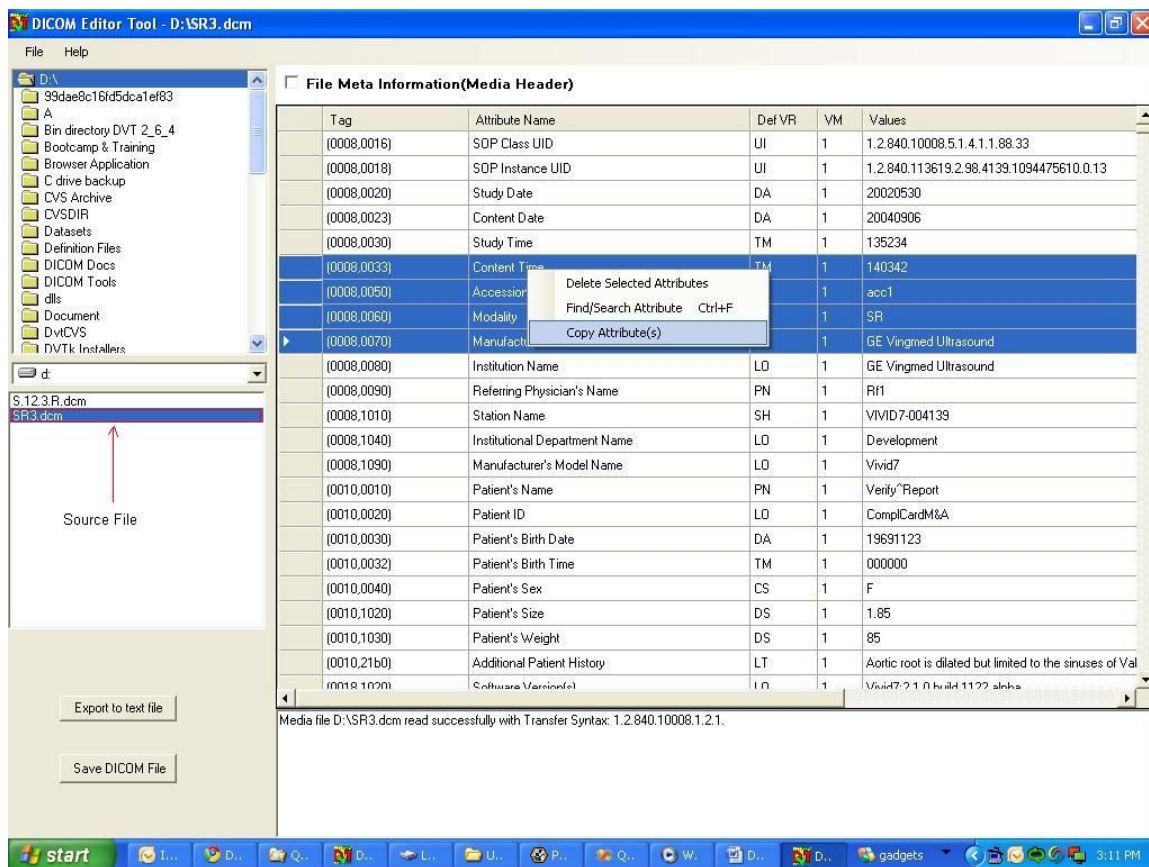 DICOM Editor Tool - D:\SR3.dcm
File Help
D:\
99dae8c16fd5dca1ef83
A
Bin directory DVT 2_6_4
Bootcamp & Training
Browser Application
C drive backup
CVS Archive
CVSDIR
Datasets
Definition Files
DICOM Docs
DICOM Tools
dlls
Document
DvtCVS
DVTk Installers
d:
S.12.3.R.dcm
SR3.dcm
Source File
Export to text file
Save DICOM File
File Meta Information(Media Header)
Tag Attribute Name Def VR VM Values
(0008,0016) SOP Class UID UI 1 1.2.840.10008.5.1.4.1.1.88.33
(0008,0018) SOP Instance UID UI 1 1.2.840.113619.2.98.4139.1094475610.0.13
(0008,0020) Study Date DA 1 20020530
(0008,0023) Content Date DA 1 20040906
(0008,0030) Study Time TM 1 135234
(0008,0033) Content Time TM 1 140342
(0008,0050) Accession 1 acc1
(0008,0060) Modality 1 SR
(0008,0070) Manufactu 1 GE Vingmed Ultrasound
Delete Selected Attributes
Find/Search Attribute Ctrl+F
Copy Attribute(s)
(0008,0080) Institution Name LO 1 GE Vingmed Ultrasound
(0008,0090) Referring Physician's Name PN 1 Rf1
(0008,1010) Station Name SH 1 VIVID7-004139
(0008,1040) Institutional Department Name LO 1 Development
(0008,1090) Manufacturer's Model Name LO 1 Vivid7
(0010,0010) Patient's Name PN 1 Verify^Report
(0010,0020) Patient ID LO 1 ComplCardM&A
(0010,0030) Patient's Birth Date DA 1 19691123
(0010,0032) Patient's Birth Time TM 1 000000
(0010,0040) Patient's Sex CS 1 F
(0010,1020) Patient's Size DS 1 1.85
(0010,1030) Patient's Weight DS 1 85
(0010,21b0) Additional Patient History LT 1 Aortic root is dilated but limited to the sinuses of Val
(0018,1020) Software Version(s) LO 1 Vivid7:2.1.0 build 1122 alpha
Media file D:\SR3.dcm read successfully with Transfer Syntax: 1.2.840.10008.1.2.1.
start I... D.. Q.. D.. L.. U.. P.. Q.. W.. D.. D.. gadgets 3:11 PM